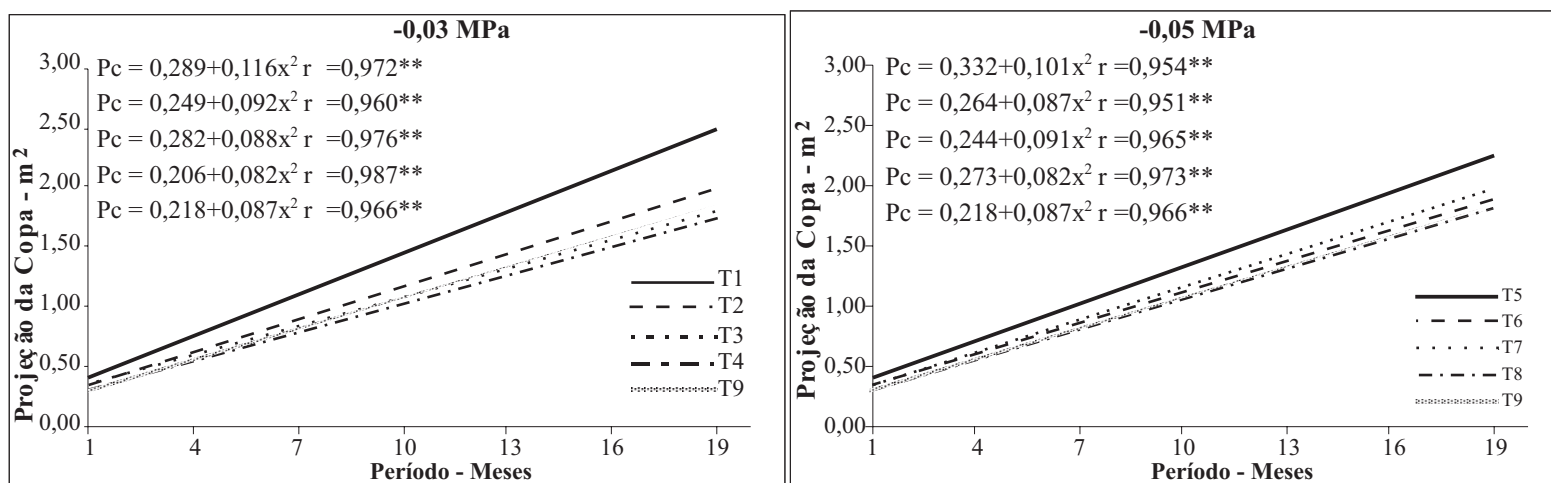 -0,03 MPa
Projeção da Copa - m²
3,00
2,50
2,00
1,50
1,00
0,50
0,00
Pc = 0,289+0,116x² r =0,972**
Pc = 0,249+0,092x² r =0,960**
Pc = 0,282+0,088x² r =0,976**
Pc = 0,206+0,082x² r =0,987**
Pc = 0,218+0,087x² r =0,966**
T1
T2
T3
T4
T9
1 4 7 10 13 16 19
Período - Meses
-0,05 MPa
Projeção da Copa - m²
3,00
2,50
2,00
1,50
1,00
0,50
0,00
Pc = 0,332+0,101x² r =0,954**
Pc = 0,264+0,087x² r =0,951**
Pc = 0,244+0,091x² r =0,965**
Pc = 0,273+0,082x² r =0,973**
Pc = 0,218+0,087x² r =0,966**
T5
T6
T7
T8
T9
1 4 7 10 13 16 19
Período - Meses